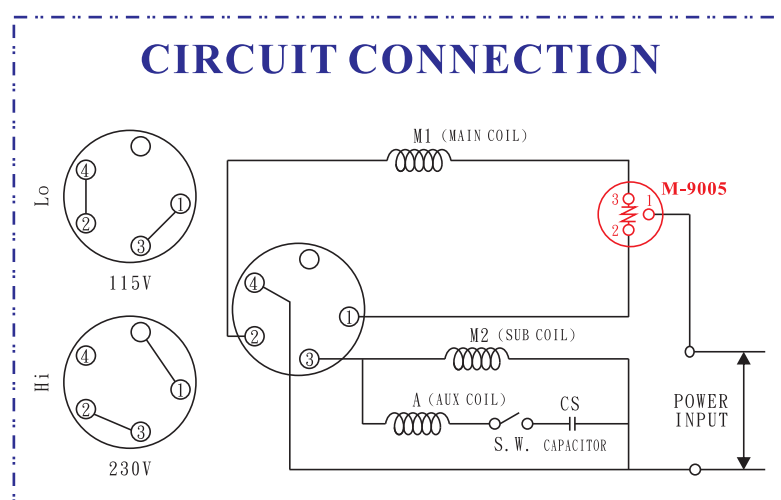 CIRCUIT CONNECTION
Lo
4
2
1
3
115V
Hi
4
2
1
3
230V
M1 (MAIN COIL)
M-9005
3
1
2
4
2
1
3
M2 (SUB COIL)
A (AUX COIL)
CS
S. W.
CAPACITOR
POWER
INPUT